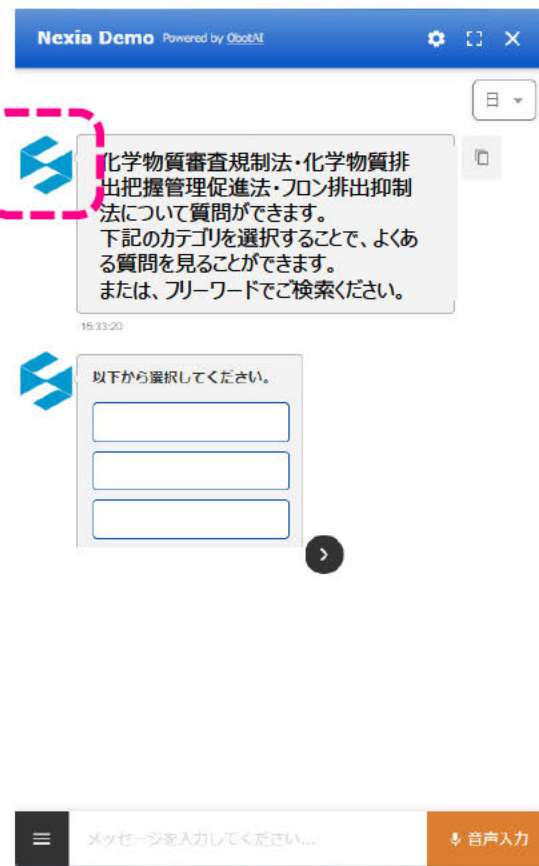 Nexia Demo Powered by ObotAI
日
化学物質審査規制法・化学物質排
出把握管理促進法・フロン排出抑制
法について質問ができます。
下記のカテゴリを選択することで、よくあ
る質問を見ることができます。
または、フリーワードでご検索ください。
15:33:20
以下から選択してください。
メッセージを入力してください...
音声入力